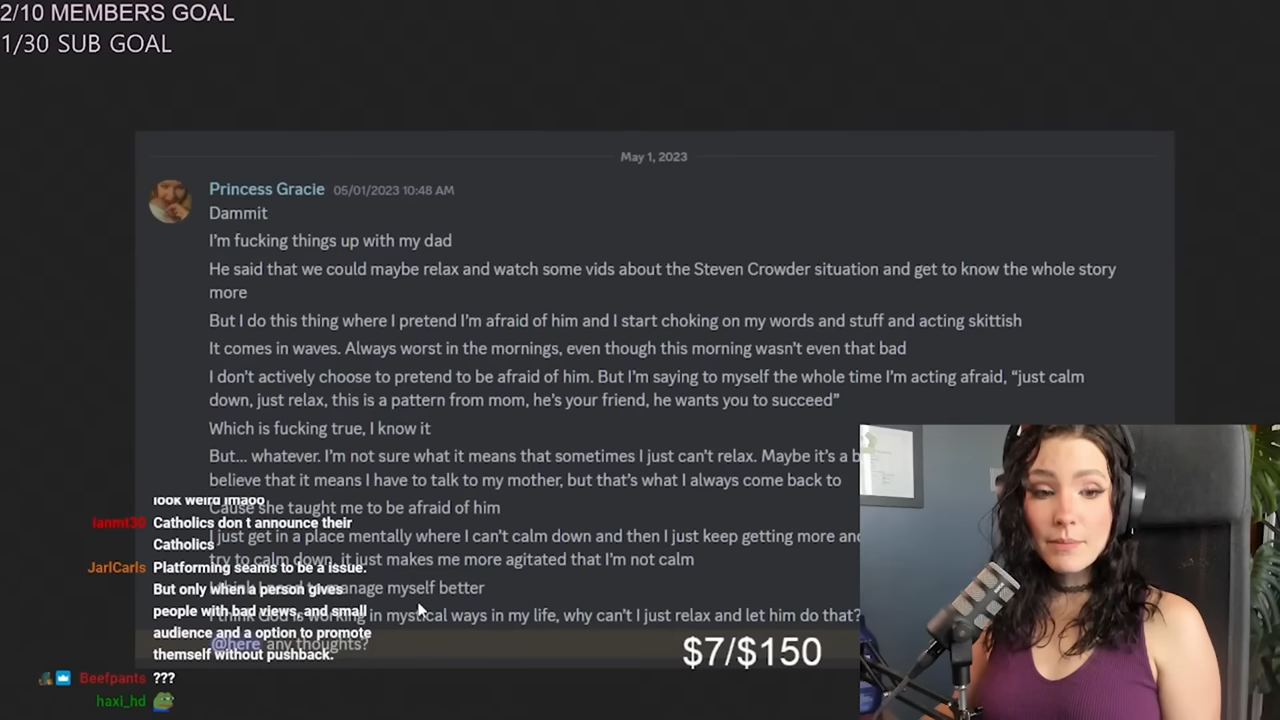 2/10 MEMBERS GOAL
1/30 SUB GOAL
May 1, 2023
Princess Gracie 05/01/2023 10:48 AM
Dammit
I'm fucking things up with my dad
He said that we could maybe relax and watch some vids about the Steven Crowder situation and get to know the whole story
more
But I do this thing where I pretend I'm afraid of him and I start choking on my words and stuff and acting skittish
It comes in waves. Always worst in the mornings, even though this morning wasn't even that bad
I don't actively choose to pretend to be afraid of him. But I'm saying to myself the whole time I'm acting afraid, “just calm
down, just relax, this is a pattern from mom, he's your friend, he wants you to succeed”
Which is fucking true, I know it
But... whatever. I'm not sure what it means that sometimes I just can't relax. Maybe it's a b
believe that it means I have to talk to my mother, but that's what I always come back to
Cause she taught me to be afraid of him
I just get in a place mentally where I can't calm down and then I just keep getting more and
try to calm down, it just makes me more agitated that I'm not calm
I think I need to manage myself better
I think God is working in mystical ways in my life, why can't I just relax and let him do that?
@here any thoughts?
look weird lmaoo
ianmt30 Catholics don t announce their
Catholics
JarlCarls Platforming seems to be a issue.
But only when a person gives
people with bad views, and small
audience and a option to promote
themself without pushback.
Beefpants ???
haxi_hd
$7/$150